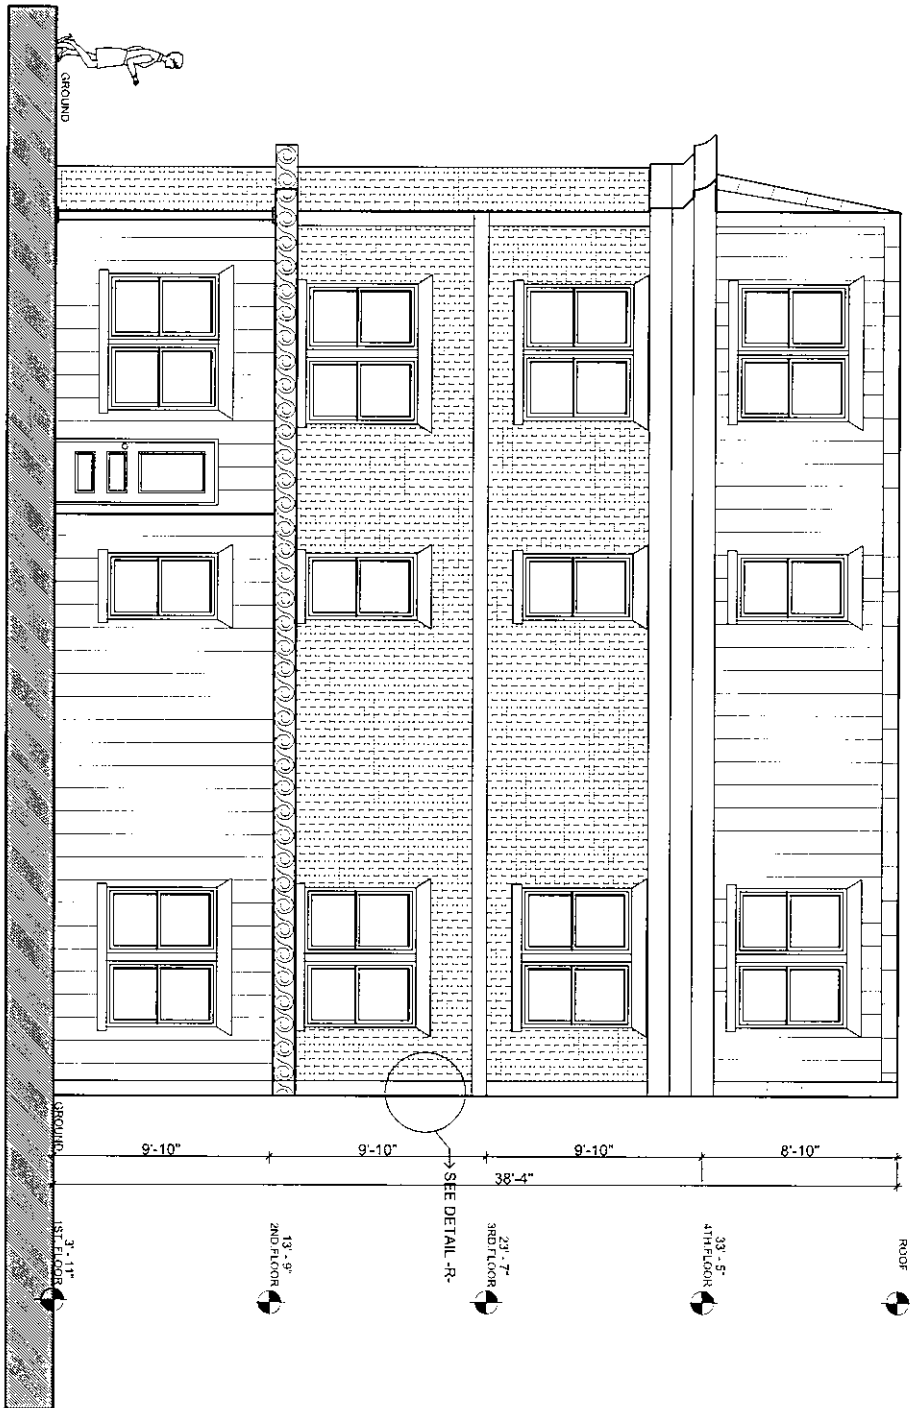 ROOF
8'-10"
33' - 5"
4TH.FLOOR
9'-10"
38'-4"
23' - 7"
3RD.FLOOR
SEE DETAIL -R-
9'-10"
13' - 9"
2ND.FLOOR
9'-10"
3' - 11"
1ST. FLOOR
GROUND
GROUND